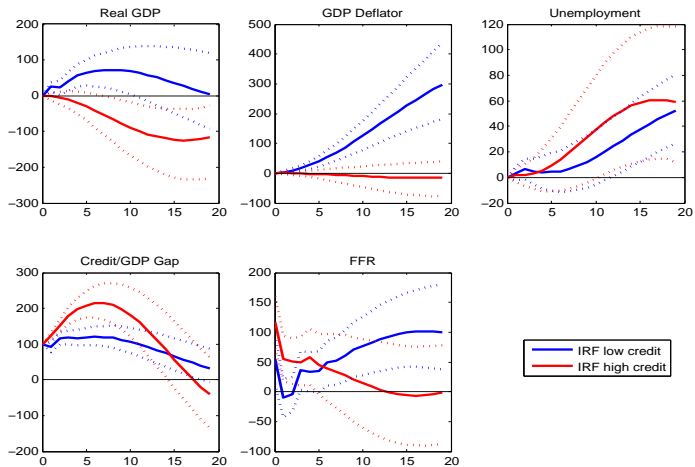 Real GDP
200
100
0
−100
−200
−300
0 5 10 15 20
GDP Deflator
500
400
300
200
100
0
−100
0 5 10 15 20
Unemployment
120
100
80
60
40
20
0
−20
0 5 10 15 20
Credit/GDP Gap
300
200
100
0
−100
−200
0 5 10 15 20
FFR
200
150
100
50
0
−50
−100
0 5 10 15 20
IRF low credit
IRF high credit